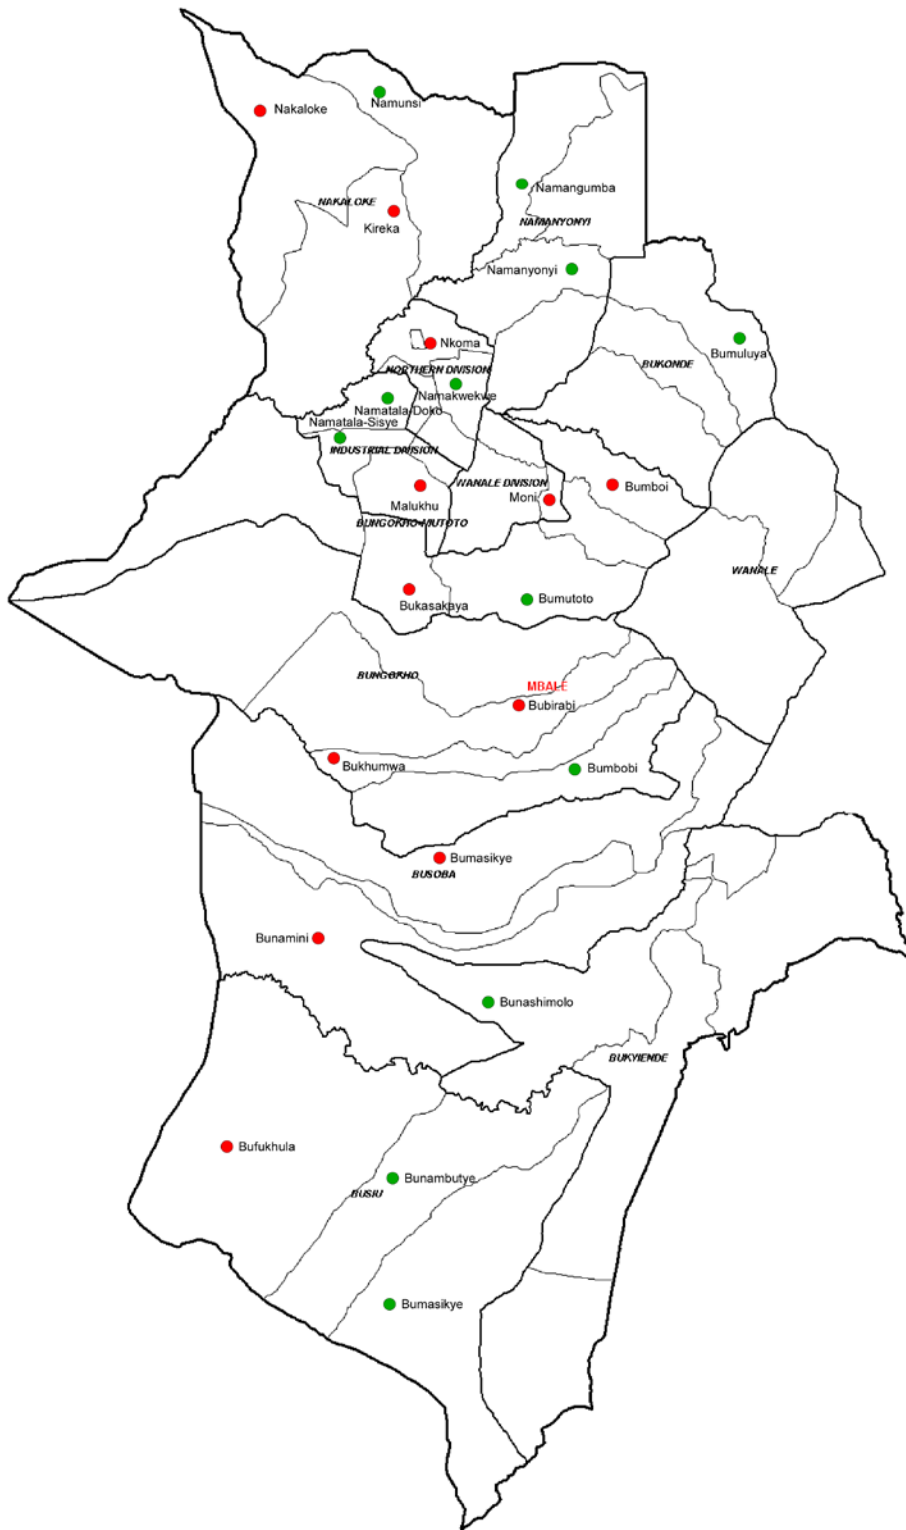 Namunsi
Nakaloke
Namangumba
NAKALOKE
NAMANYONYI
Kireka
Namanyonyi
Nkoma
Bumuluya
BUKONDE
NORTHERN DIVISION
Namakwekwe
Namatala-Doko
Namatala-Sisye
INDUSTRIAL DIVISION
WANALE DIVISION
Bumboi
Moni
Malukhu
BUNGOKHO-MUTOTO
WANALE
Bukasakaya
Bumutoto
BUNGOKHO
MBALE
Bubirabi
Bukhumwa
Bumbobi
Bumasikye
BUSOBA
Bunamini
Bunashimolo
BUKYIENDE
Bufukhula
Bunambutye
BUSIU
Bumasikye